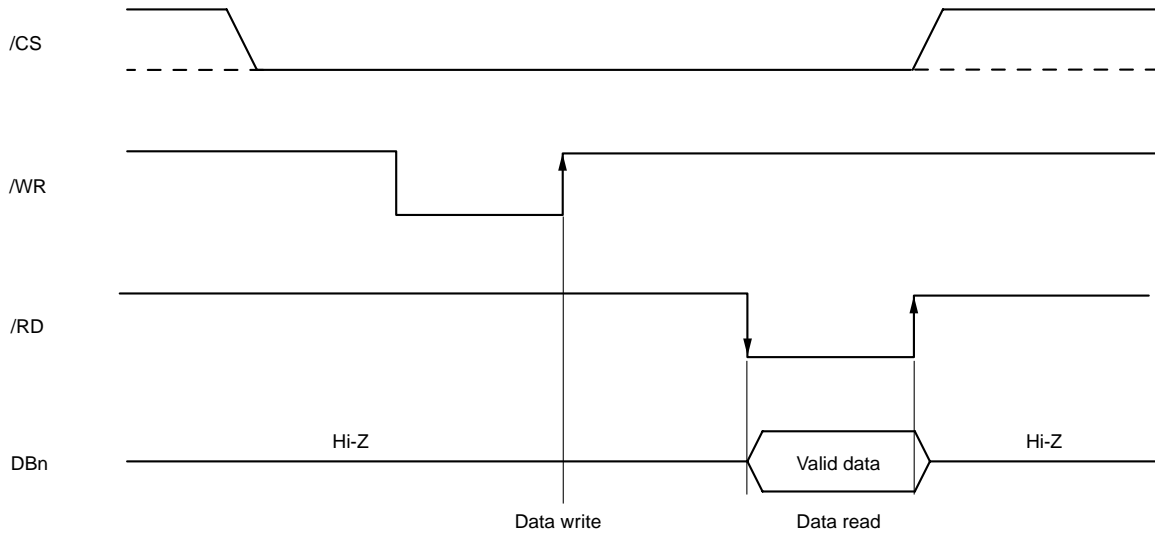 /CS
/WR
/RD
Hi-Z
Hi-Z
DBn
Valid data
Data write
Data read